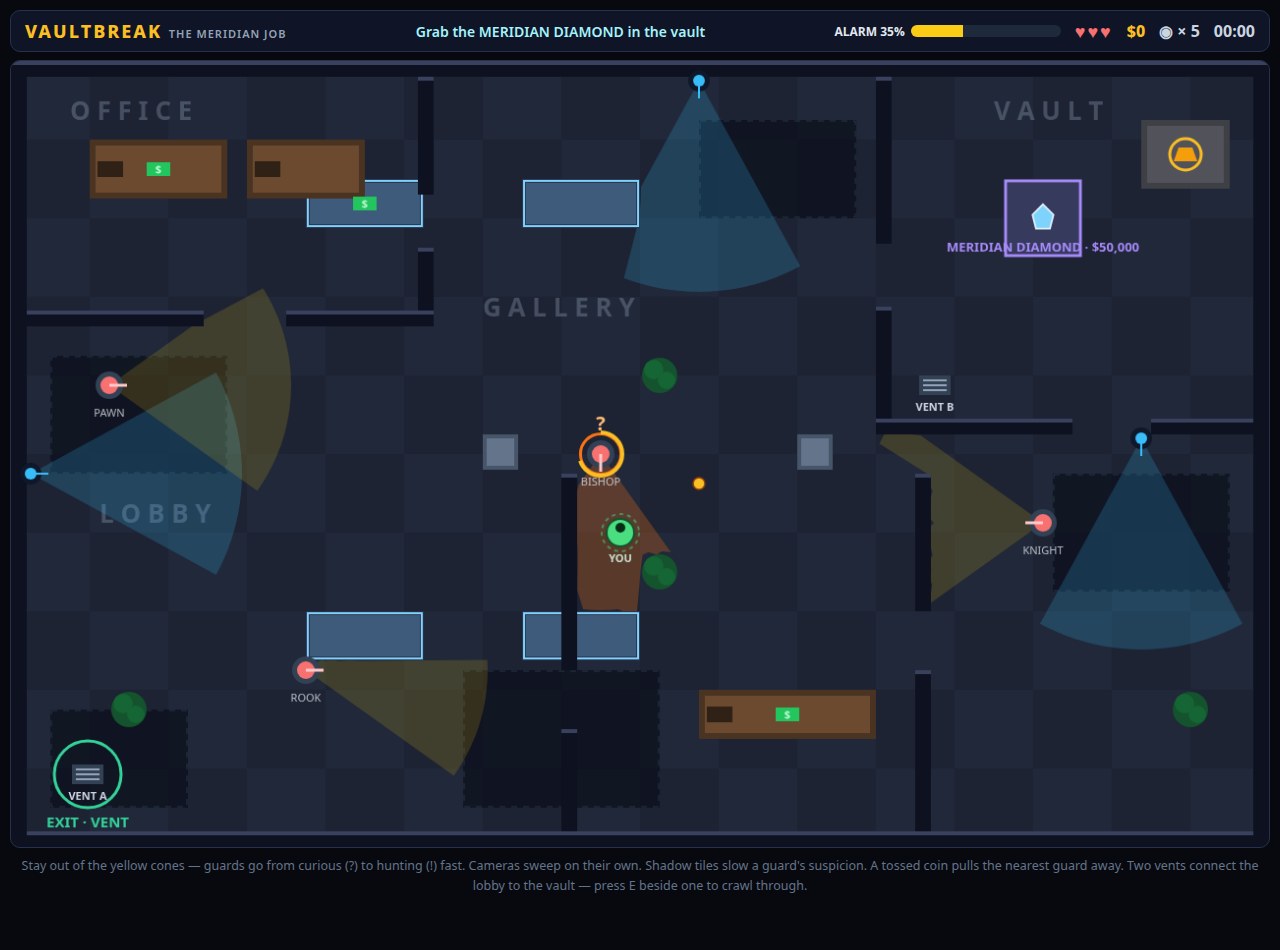 VAULTBREAK THE MERIDIAN JOB
Grab the MERIDIAN DIAMOND in the vault
ALARM 35%
♥♥♥ $0 ◉ × 5 00:00
OFFICE
VAULT
$
$
MERIDIAN DIAMOND · $50,000
GALLERY
PAWN
VENT B
?
BISHOP
LOBBY
YOU
KNIGHT
ROOK
$
VENT A
EXIT · VENT
Stay out of the yellow cones — guards go from curious (?) to hunting (!) fast. Cameras sweep on their own. Shadow tiles slow a guard's suspicion. A tossed coin pulls the nearest guard away. Two vents connect the
lobby to the vault — press E beside one to crawl through.